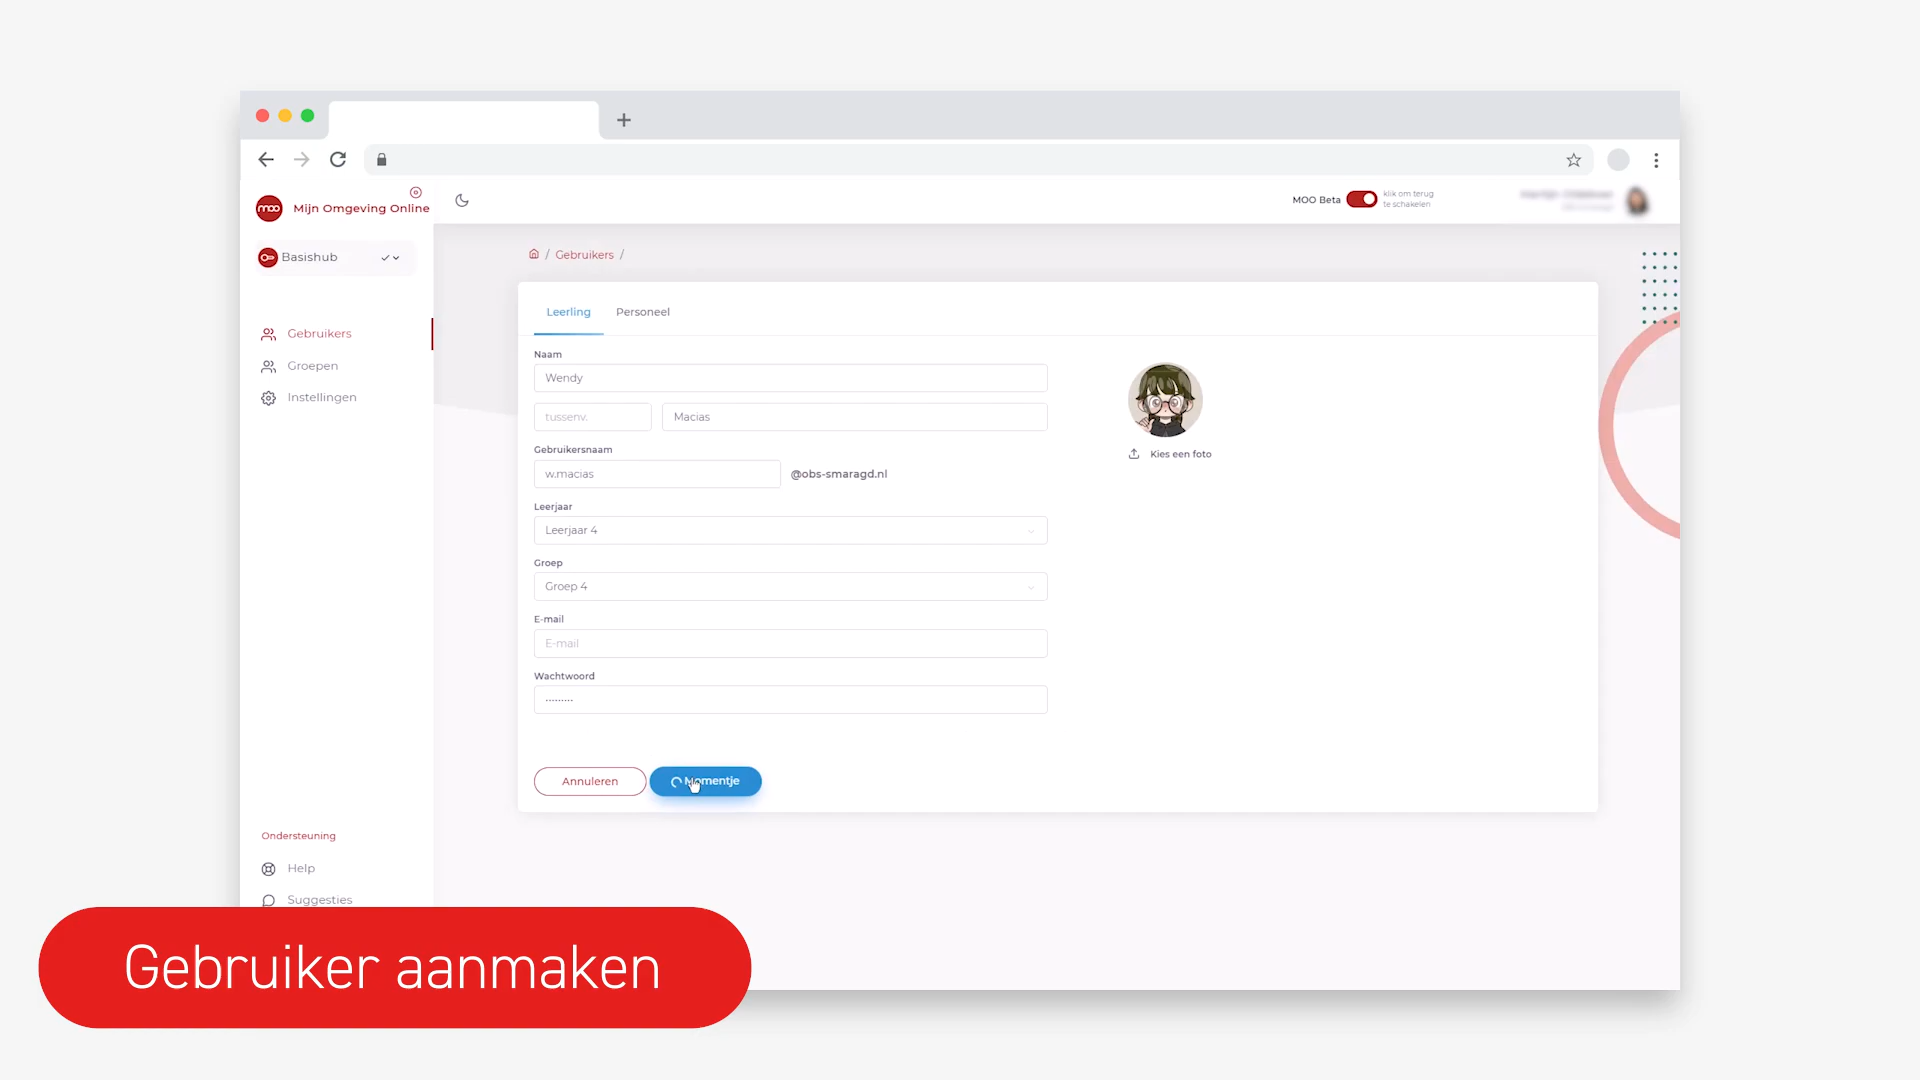 moo Mijn Omgeving Online
MOO Beta
klik om terug
te schakelen
Basishub
/ Gebruikers /
Gebruikers
Groepen
Instellingen
Leerling Personeel
Naam
Wendy
tussenv. Macias
Gebruikersnaam
w.macias @obs-smaragd.nl
Leerjaar
Leerjaar 4
Groep
Groep 4
E-mail
E-mail
Wachtwoord
·········
Kies een foto
Annuleren Momentje
Ondersteuning
Help
Suggesties
Gebruiker aanmaken